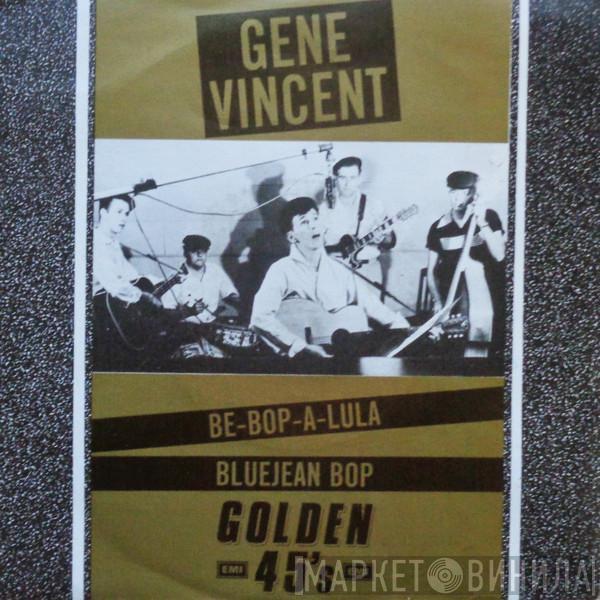 GENE
VINCENT
BE-BOP-A-LULA
BLUEJEAN BOP
GOLDEN
EMI 45's
МАРКЕТ ВИНИЛА